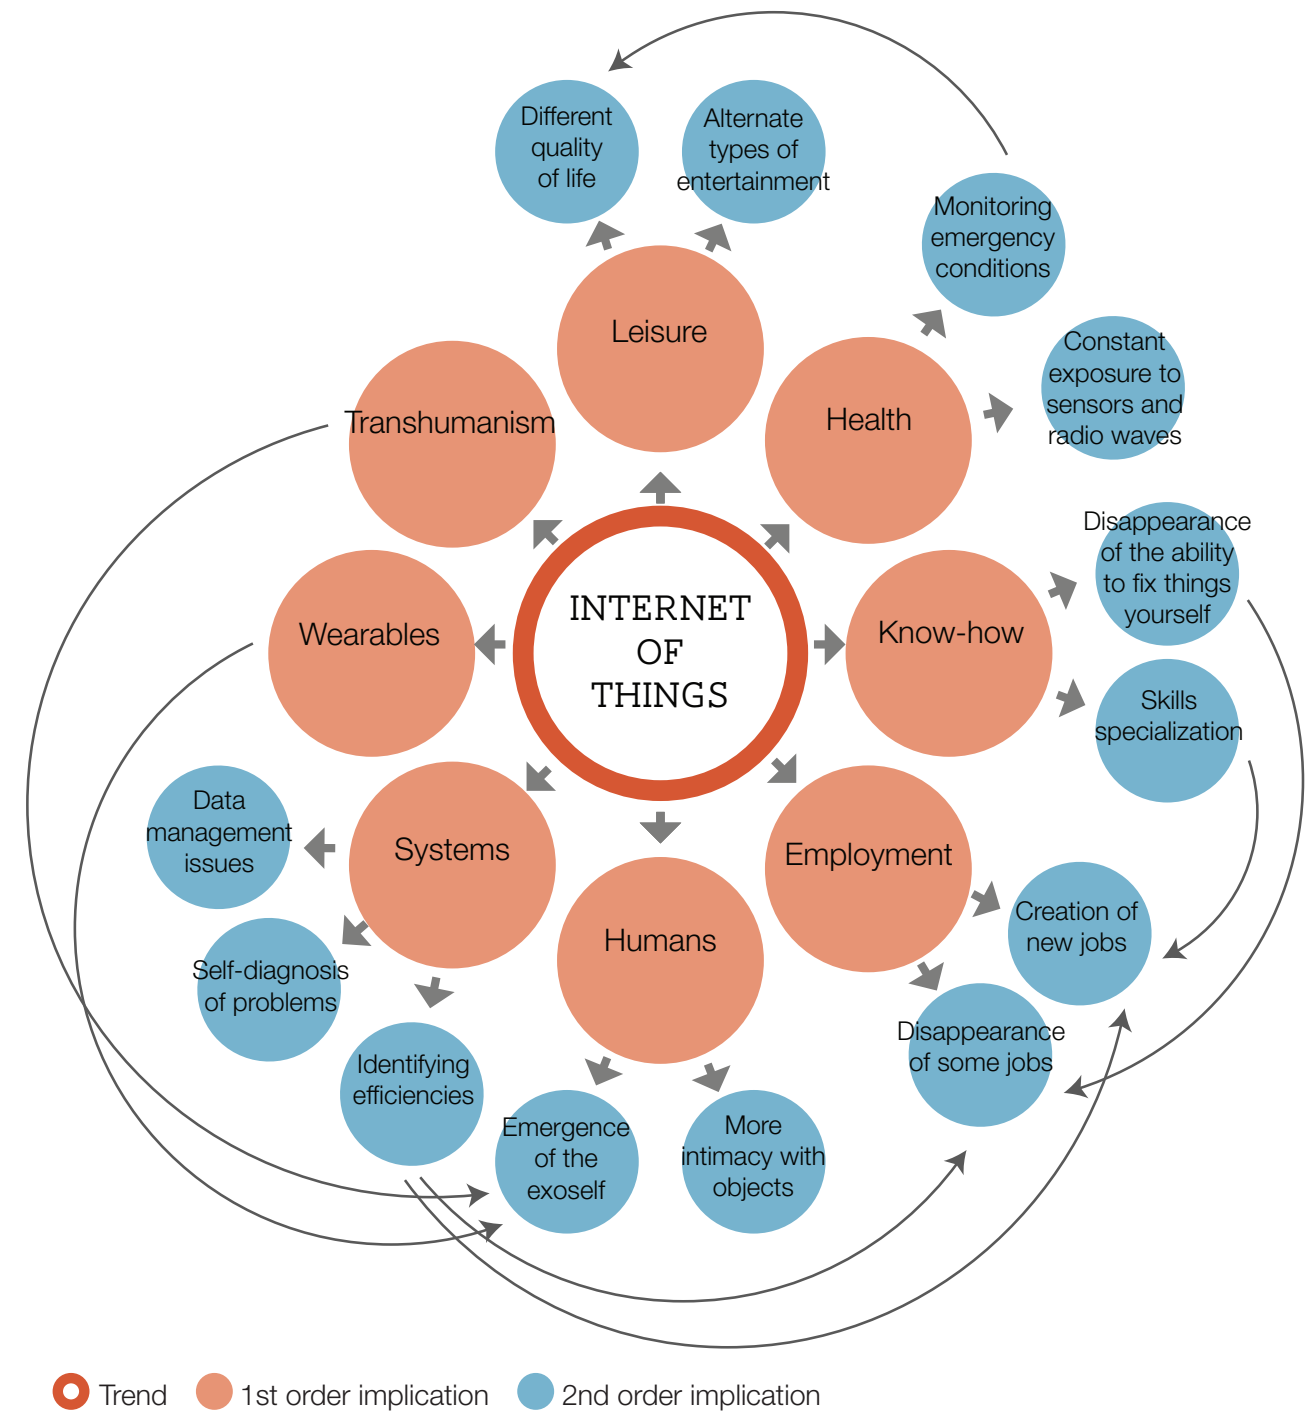 Different
quality
of life
Alternate
types of
entertainment
Monitoring
emergency
conditions
Constant
exposure to
sensors and
radio waves
Leisure
Health
Transhumanism
Disappearance
of the ability
to fix things
yourself
INTERNET
OF
THINGS
Know-how
Wearables
Skills
specialization
Data
management
issues
Systems
Employment
Creation of
new jobs
Humans
Self-diagnosis
of problems
Disappearance
of some jobs
Identifying
efficiencies
Emergence
of the
exoself
More
intimacy with
objects
Trend
1st order implication
2nd order implication